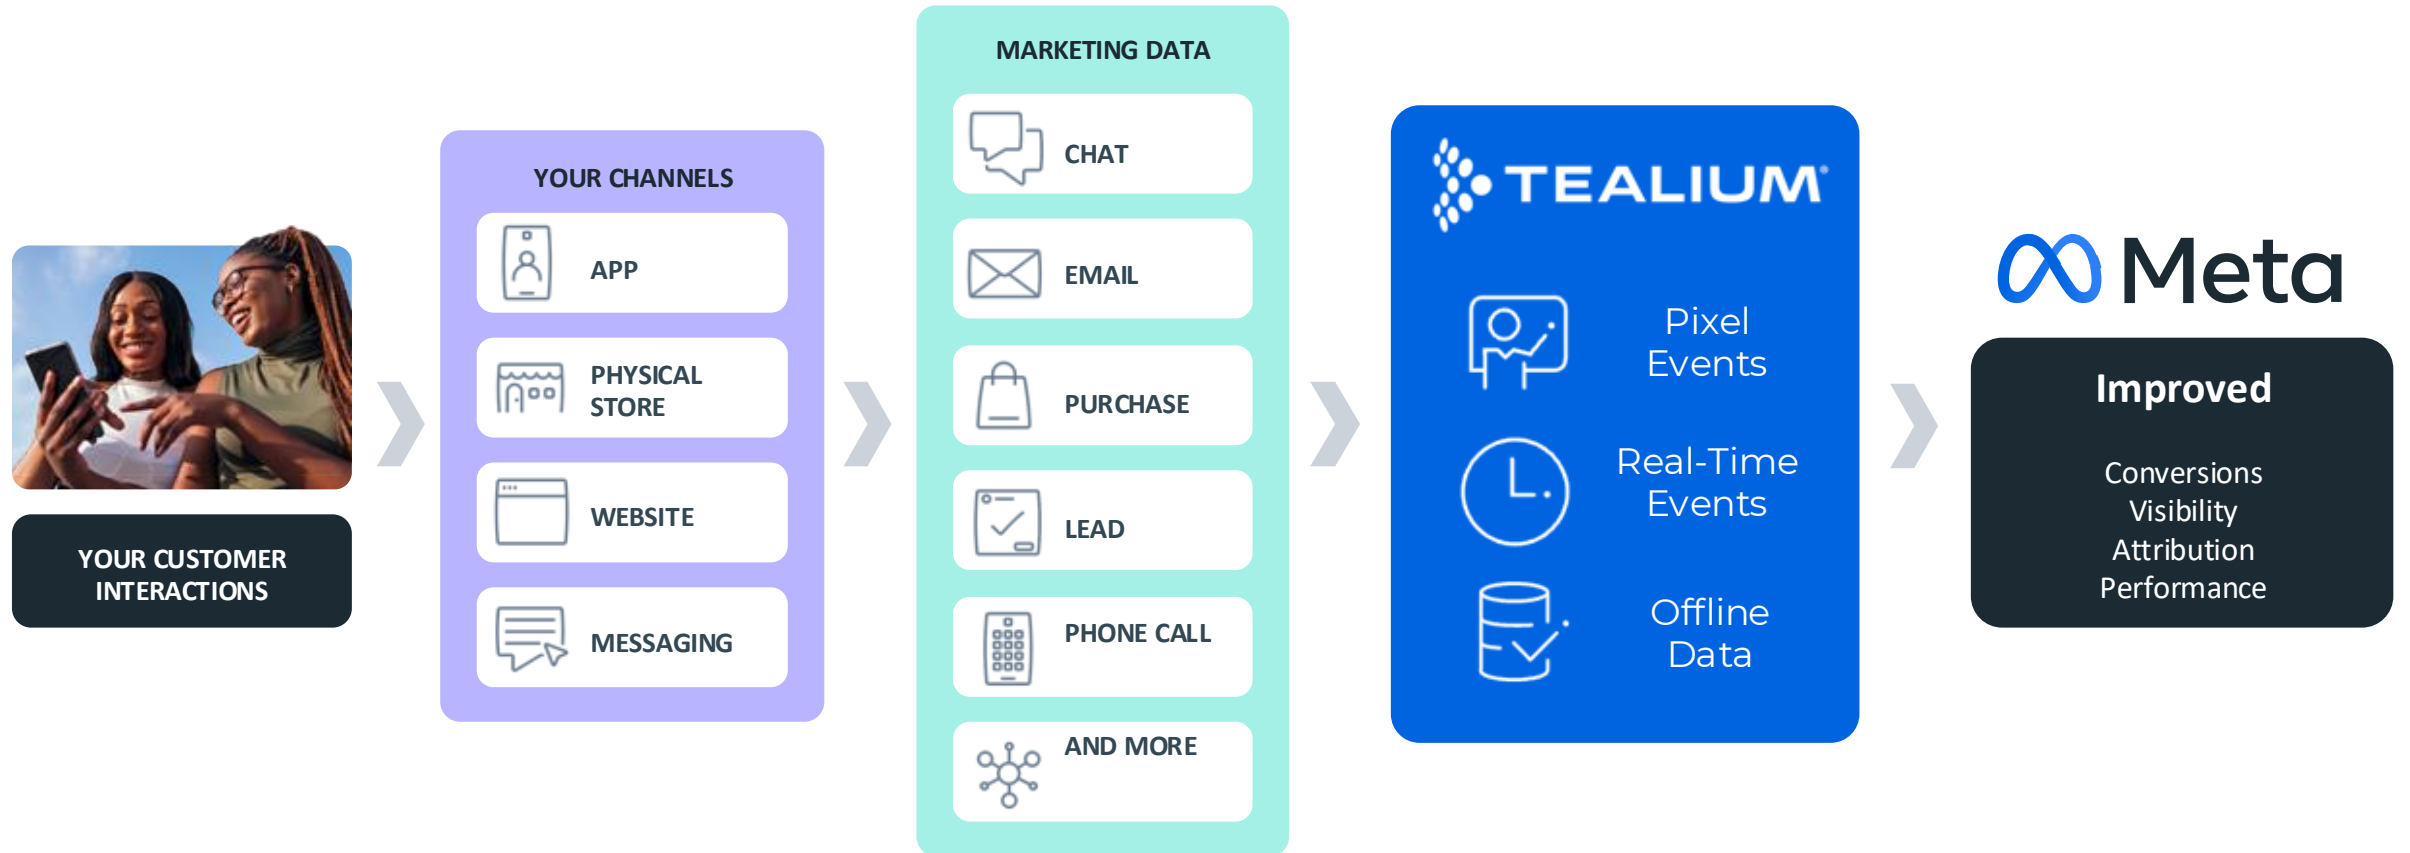 YOUR CUSTOMER
INTERACTIONS
YOUR CHANNELS
APP
PHYSICAL
STORE
WEBSITE
MESSAGING
MARKETING DATA
CHAT
EMAIL
PURCHASE
LEAD
PHONE CALL
AND MORE
TEALIUM
Pixel
Events
Real-Time
Events
Offline
Data
Meta
Improved
Conversions
Visibility
Attribution
Performance